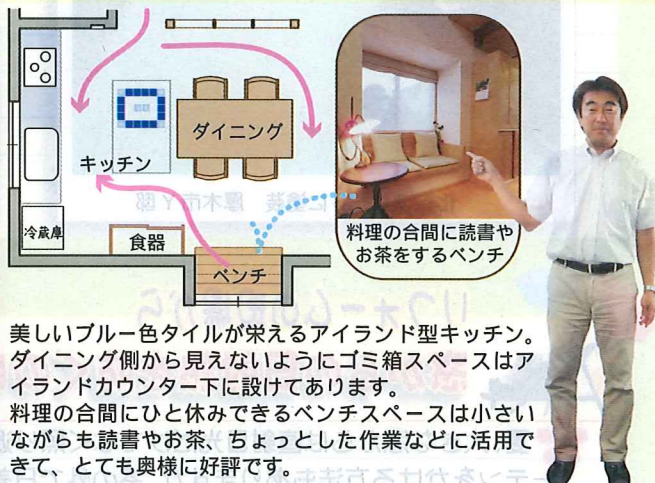 ダイニング
キッチン
冷蔵庫
食器
ベンチ
料理の合間に読書や
お茶をするベンチ
美しいブルー色タイルが栄えるアイランド型キッチン。
ダイニング側から見えないようにゴミ箱スペースはア
イランドカウンター下に設けてあります。
料理の合間にひと休みできるベンチスペースは小さい
ながらも読書やお茶、ちょっとした作業などに活用で
きて、とても奥様に好評です。